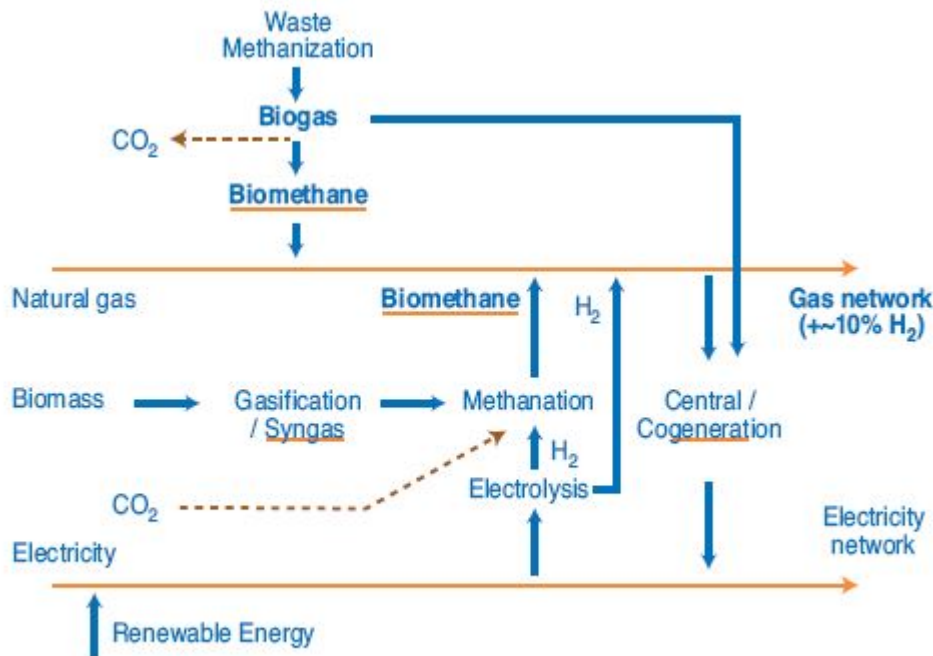 Waste
Methanization
Biogas
CO₂
Biomethane
Natural gas
Biomethane
H₂
Gas network
(+~10% H₂)
Biomass
Gasification
/ Syngas
Methanation
Central /
Cogeneration
H₂
CO₂
Electrolysis
Electricity
Electricity
network
Renewable Energy